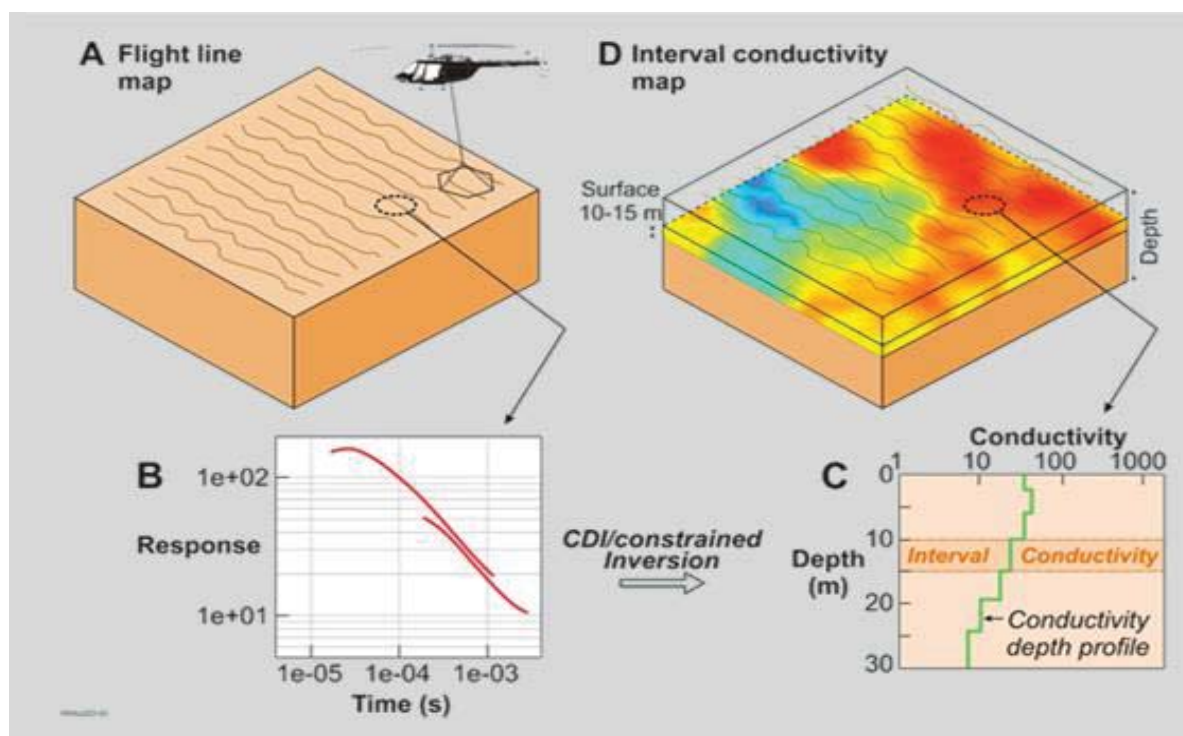 A Flight line
map
D Interval conductivity
map
Surface
10-15 m
Depth
B
1e+02
Response
1e+01
1e-05 1e-04 1e-03
Time (s)
CDI/constrained
Inversion
Conductivity
C
1 10 100 1000
0
10
Interval Conductivity
Depth
(m)
20
Conductivity
depth profile
30